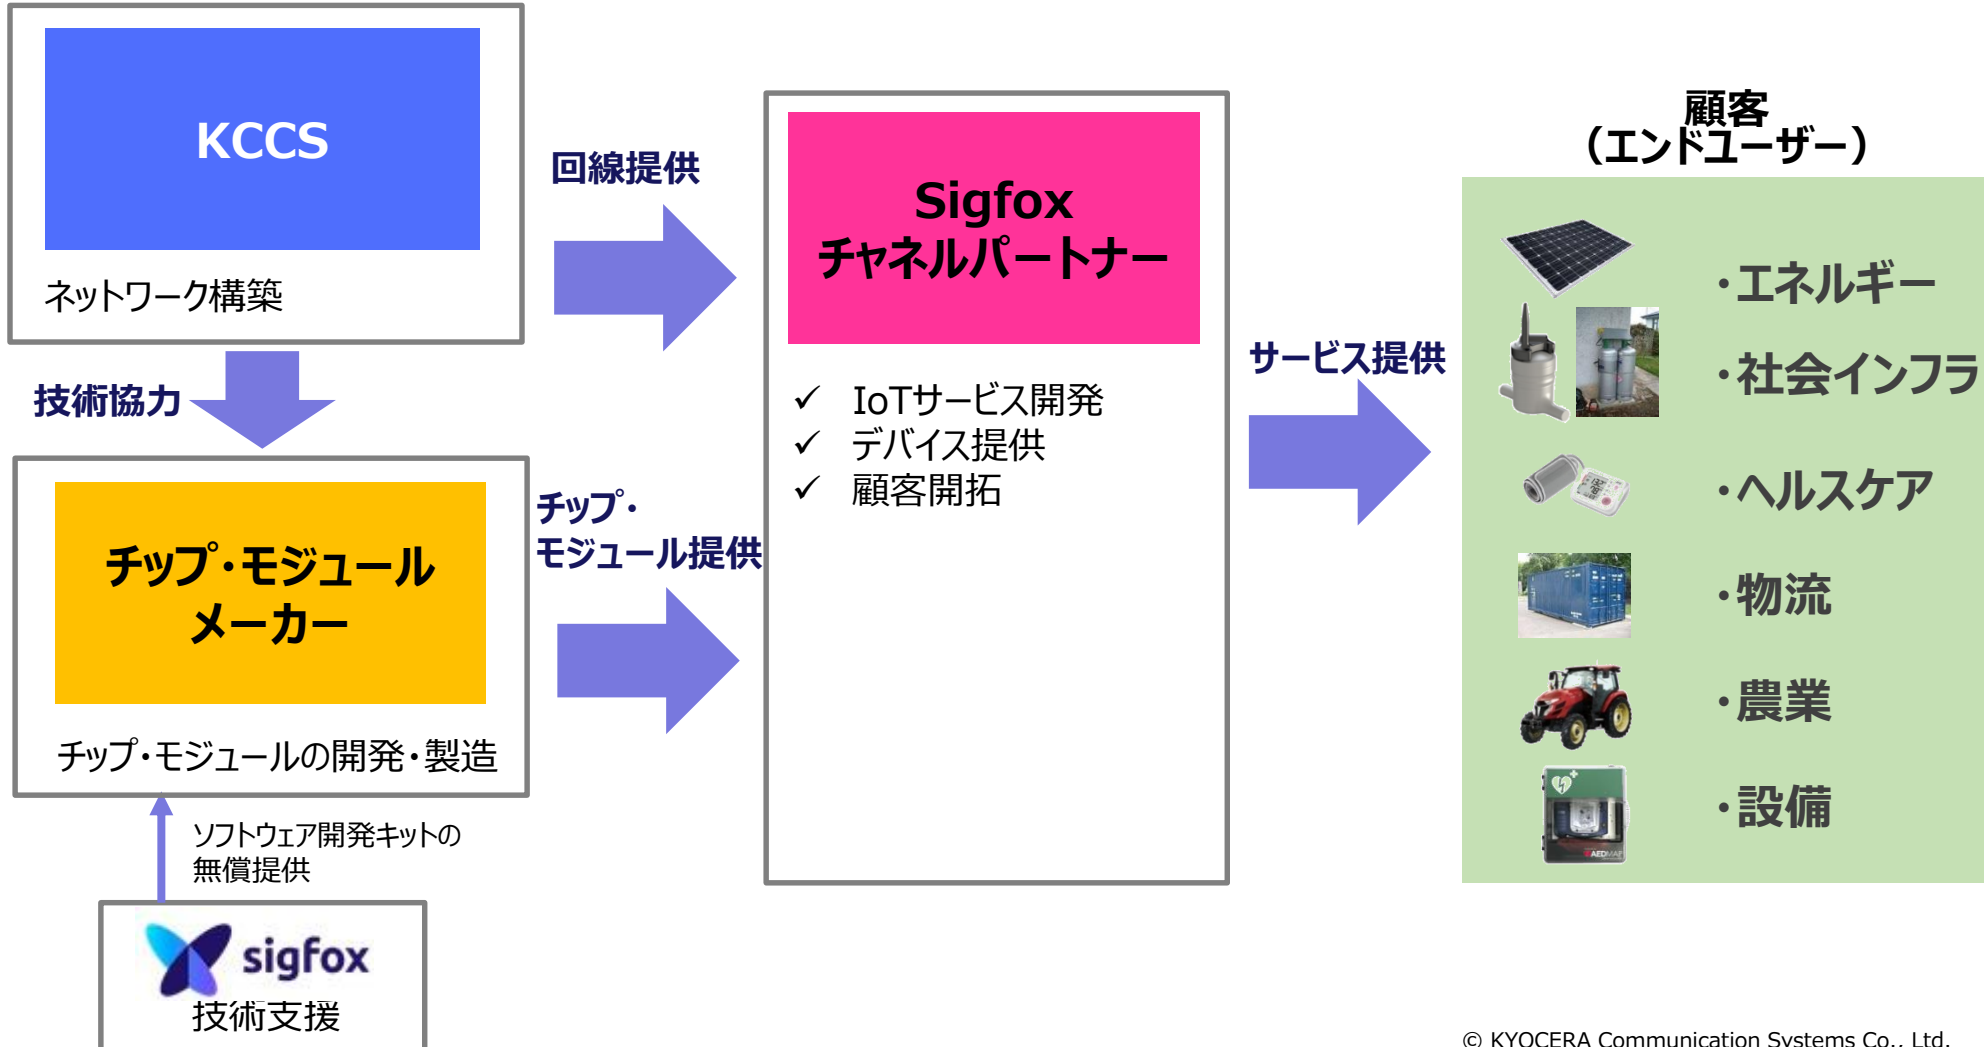 KCCS
ネットワーク構築
回線提供
技術協力
チップ・モジュール
メーカー
チップ・モジュールの開発・製造
チップ・
モジュール提供
ソフトウェア開発キットの
無償提供
sigfox
技術支援
Sigfox
チャネルパートナー
✓ IoTサービス開発
✓ デバイス提供
✓ 顧客開拓
サービス提供
顧客
（エンドユーザー）
・エネルギー
・社会インフラ
・ヘルスケア
・物流
・農業
・設備
© KYOCERA Communication Systems Co., Ltd.